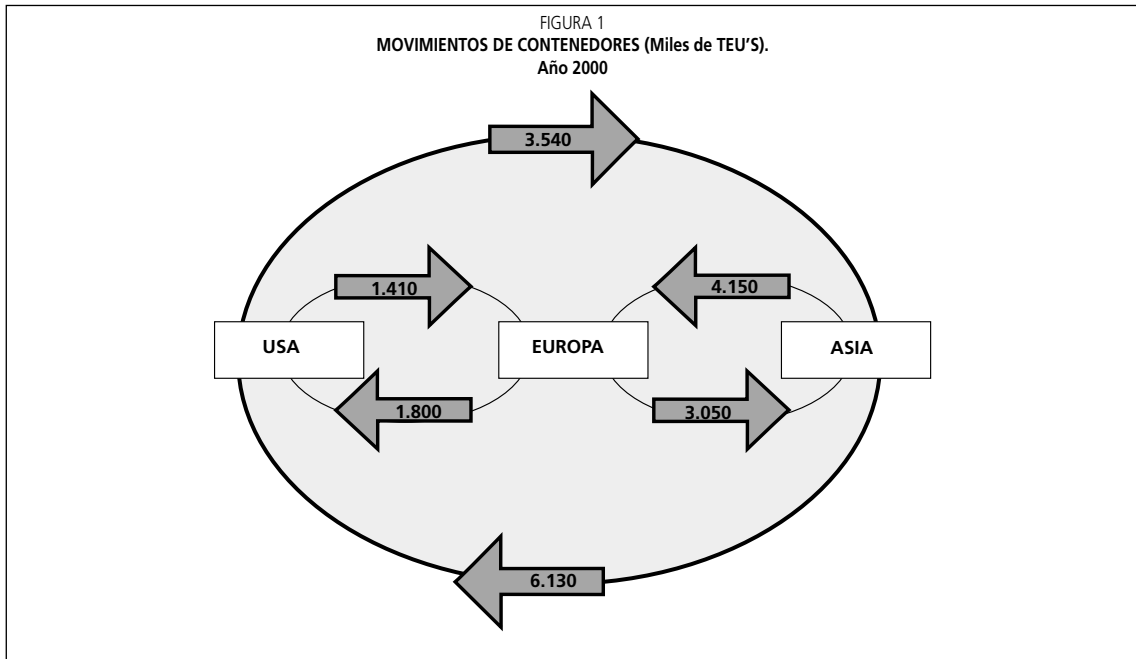 FIGURA 1
MOVIMIENTOS DE CONTENEDORES (Miles de TEU'S).
Año 2000
3.540
1.410
4.150
USA
EUROPA
ASIA
1.800
3.050
6.130